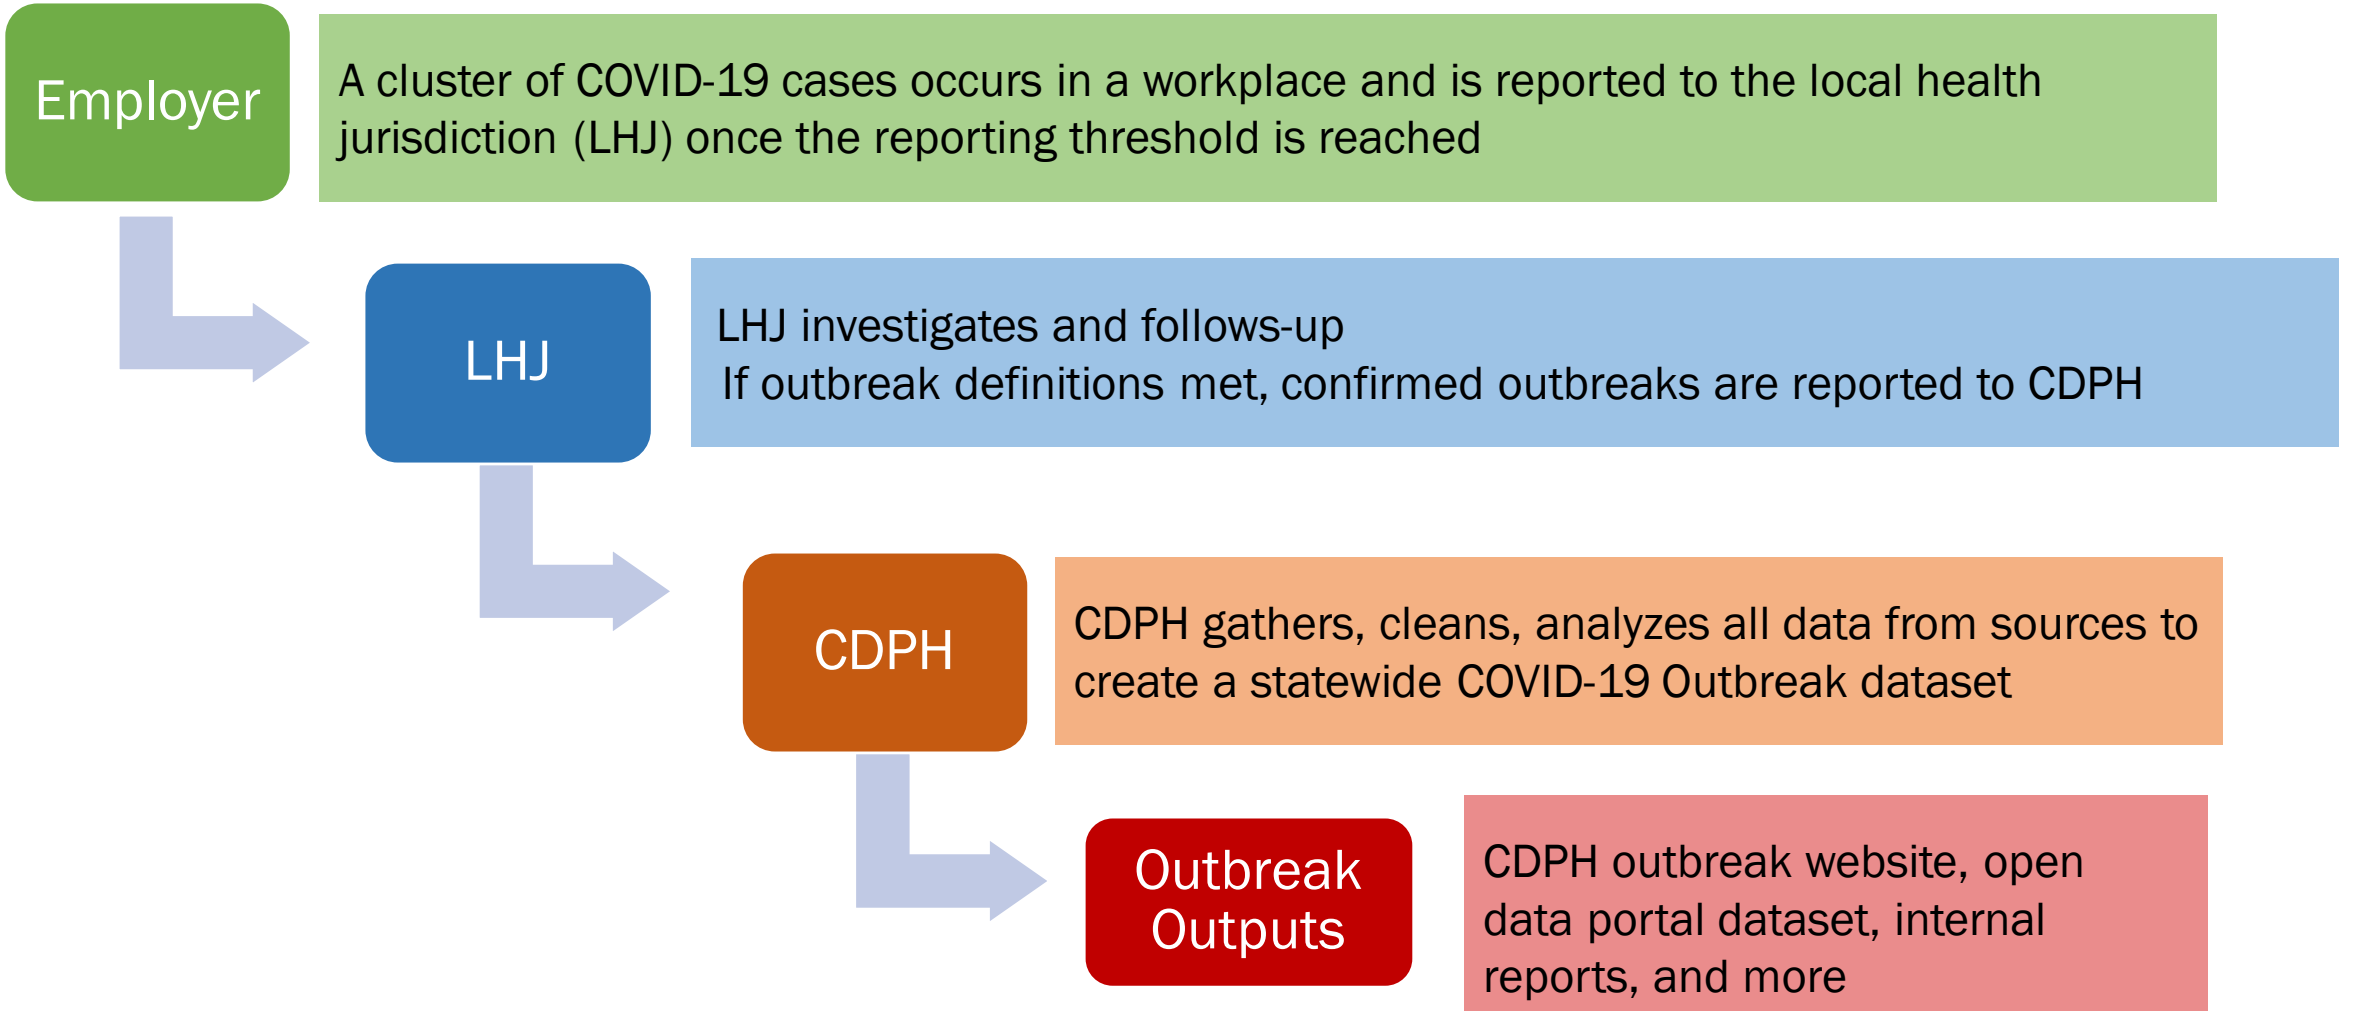 Employer
A cluster of COVID-19 cases occurs in a workplace and is reported to the local health
jurisdiction (LHJ) once the reporting threshold is reached
LHJ
LHJ investigates and follows-up
If outbreak definitions met, confirmed outbreaks are reported to CDPH
CDPH
CDPH gathers, cleans, analyzes all data from sources to
create a statewide COVID-19 Outbreak dataset
Outbreak
Outputs
CDPH outbreak website, open
data portal dataset, internal
reports, and more